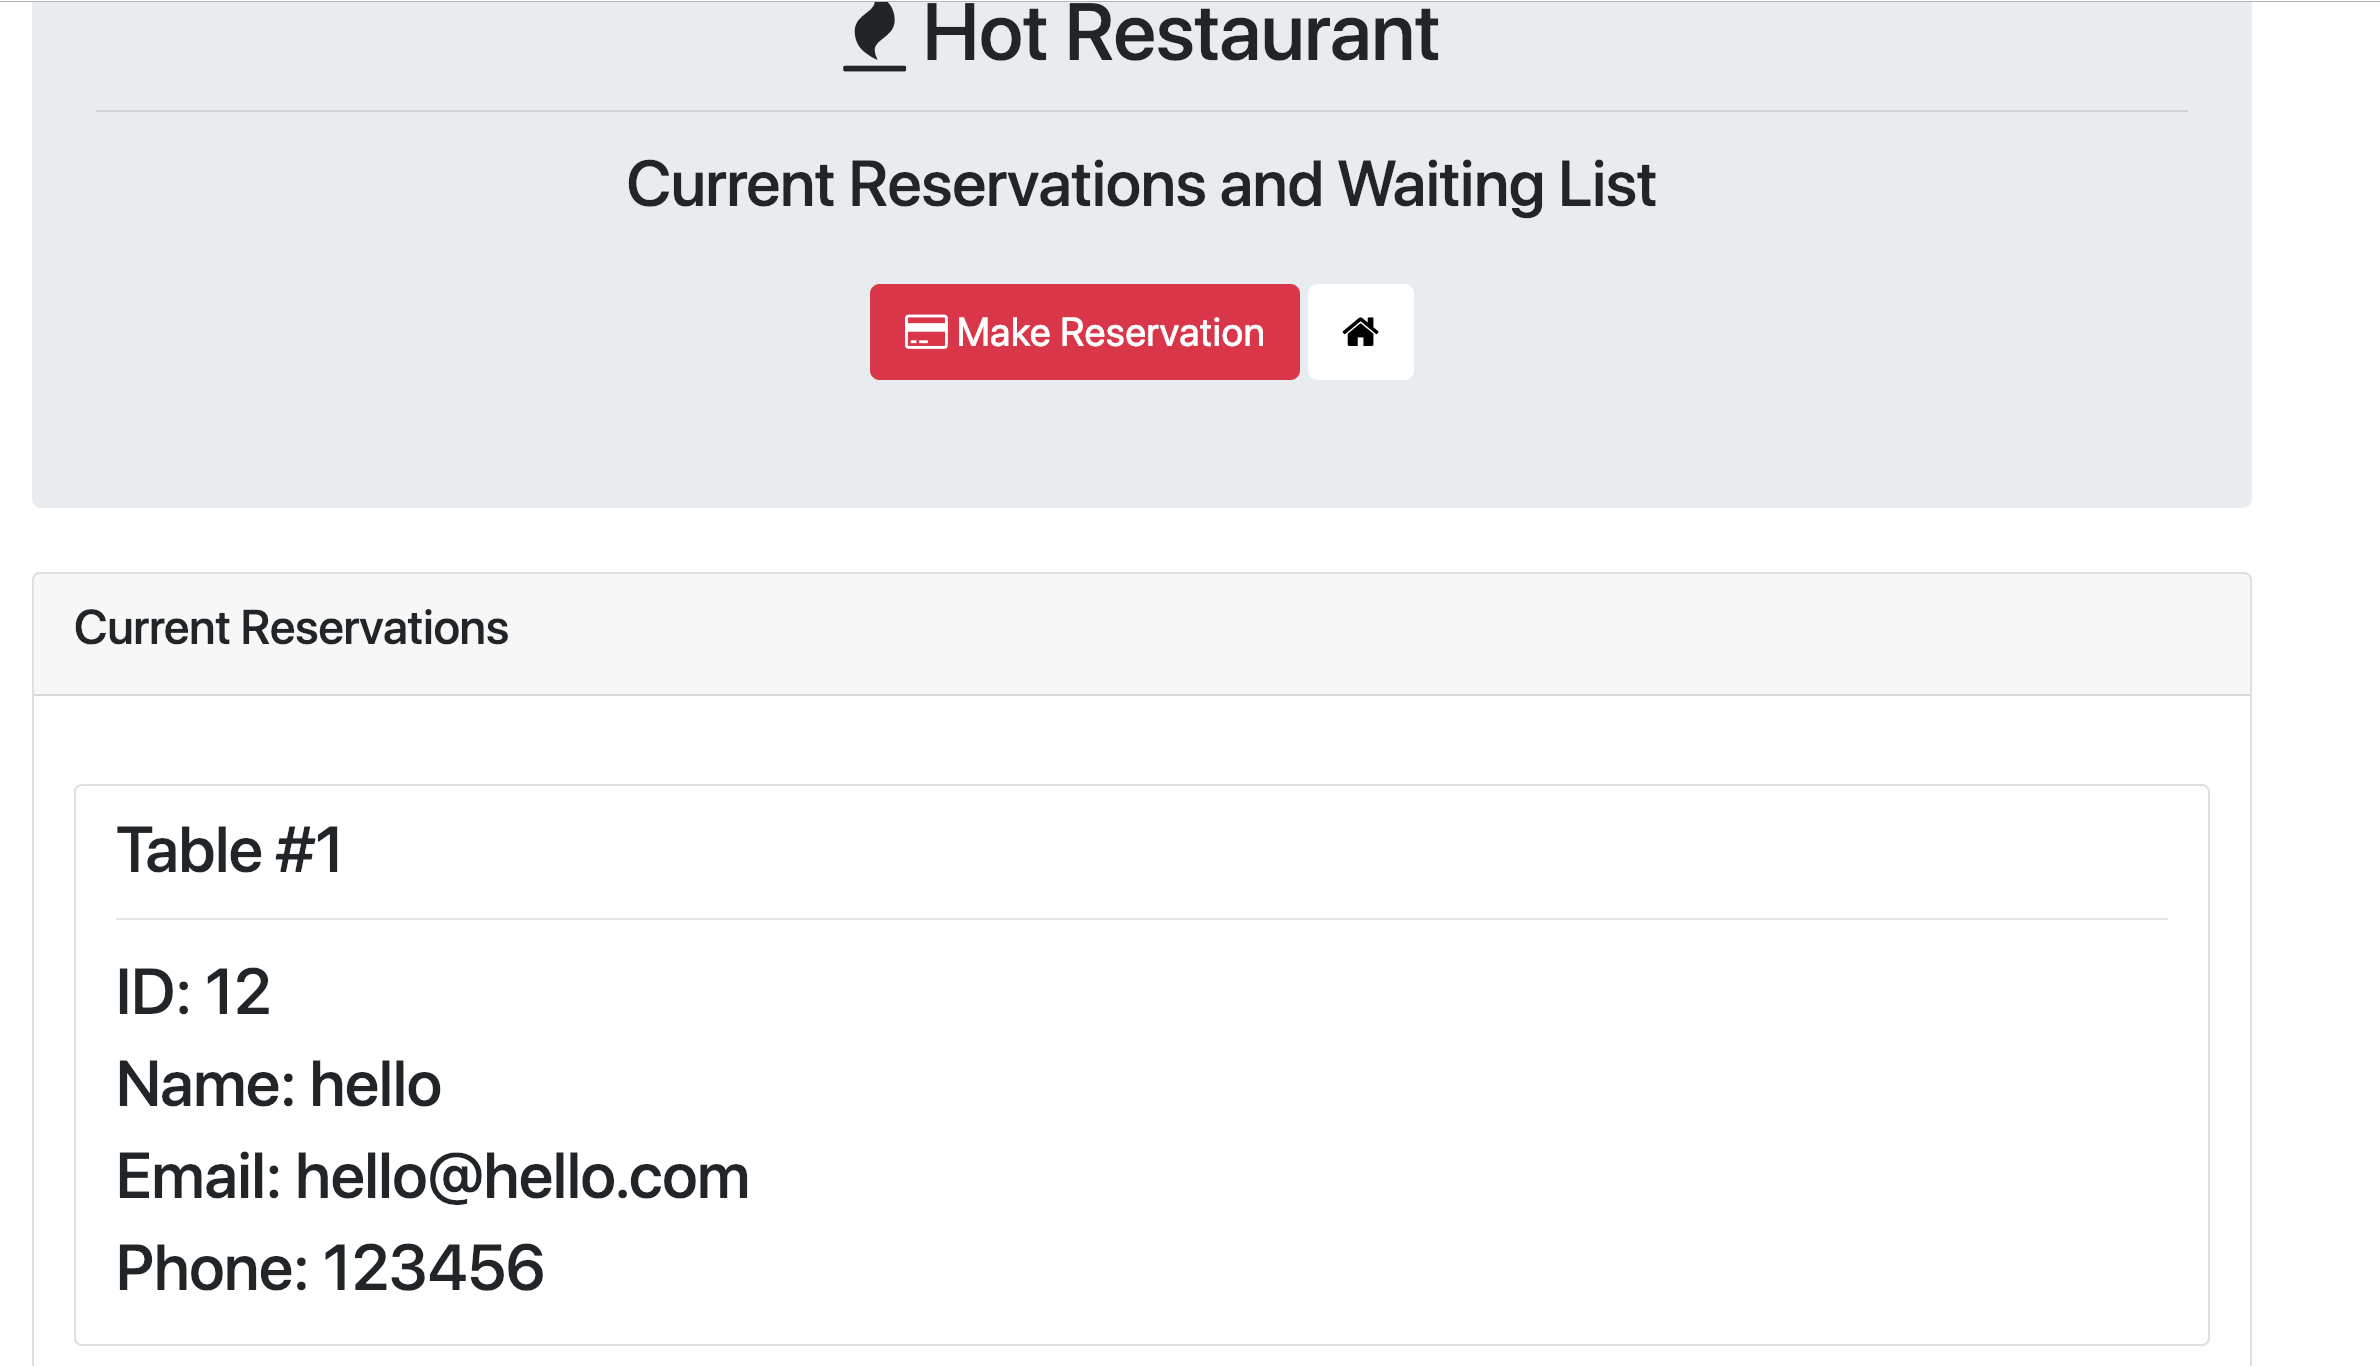 Hot Restaurant
Current Reservations and Waiting List
Make Reservation
Current Reservations
Table #1
ID: 12
Name: hello
Email: hello@hello.com
Phone: 123456